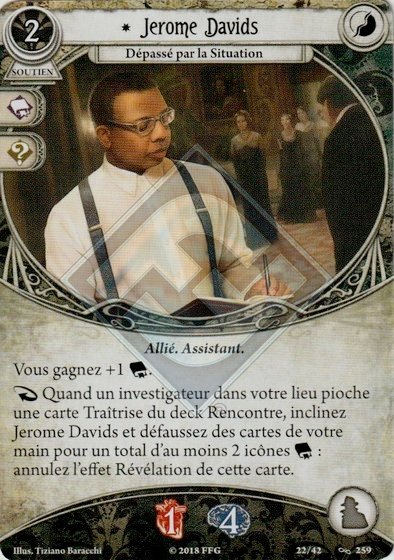 2
Jerome Davids
Dépassé par la Situation
SOUTIEN
?
Allié. Assistant.
Vous gagnez +1 .
Quand un investigateur dans votre lieu pioche
une carte Traîtrise du deck Rencontre, inclinez
Jerome Davids et défaussez des cartes de votre
main pour un total d'au moins 2 icônes :
annulez l'effet Révélation de cette carte.
1
4
Illus. Tiziano Baracchi
© 2018 FFG
22/42
259